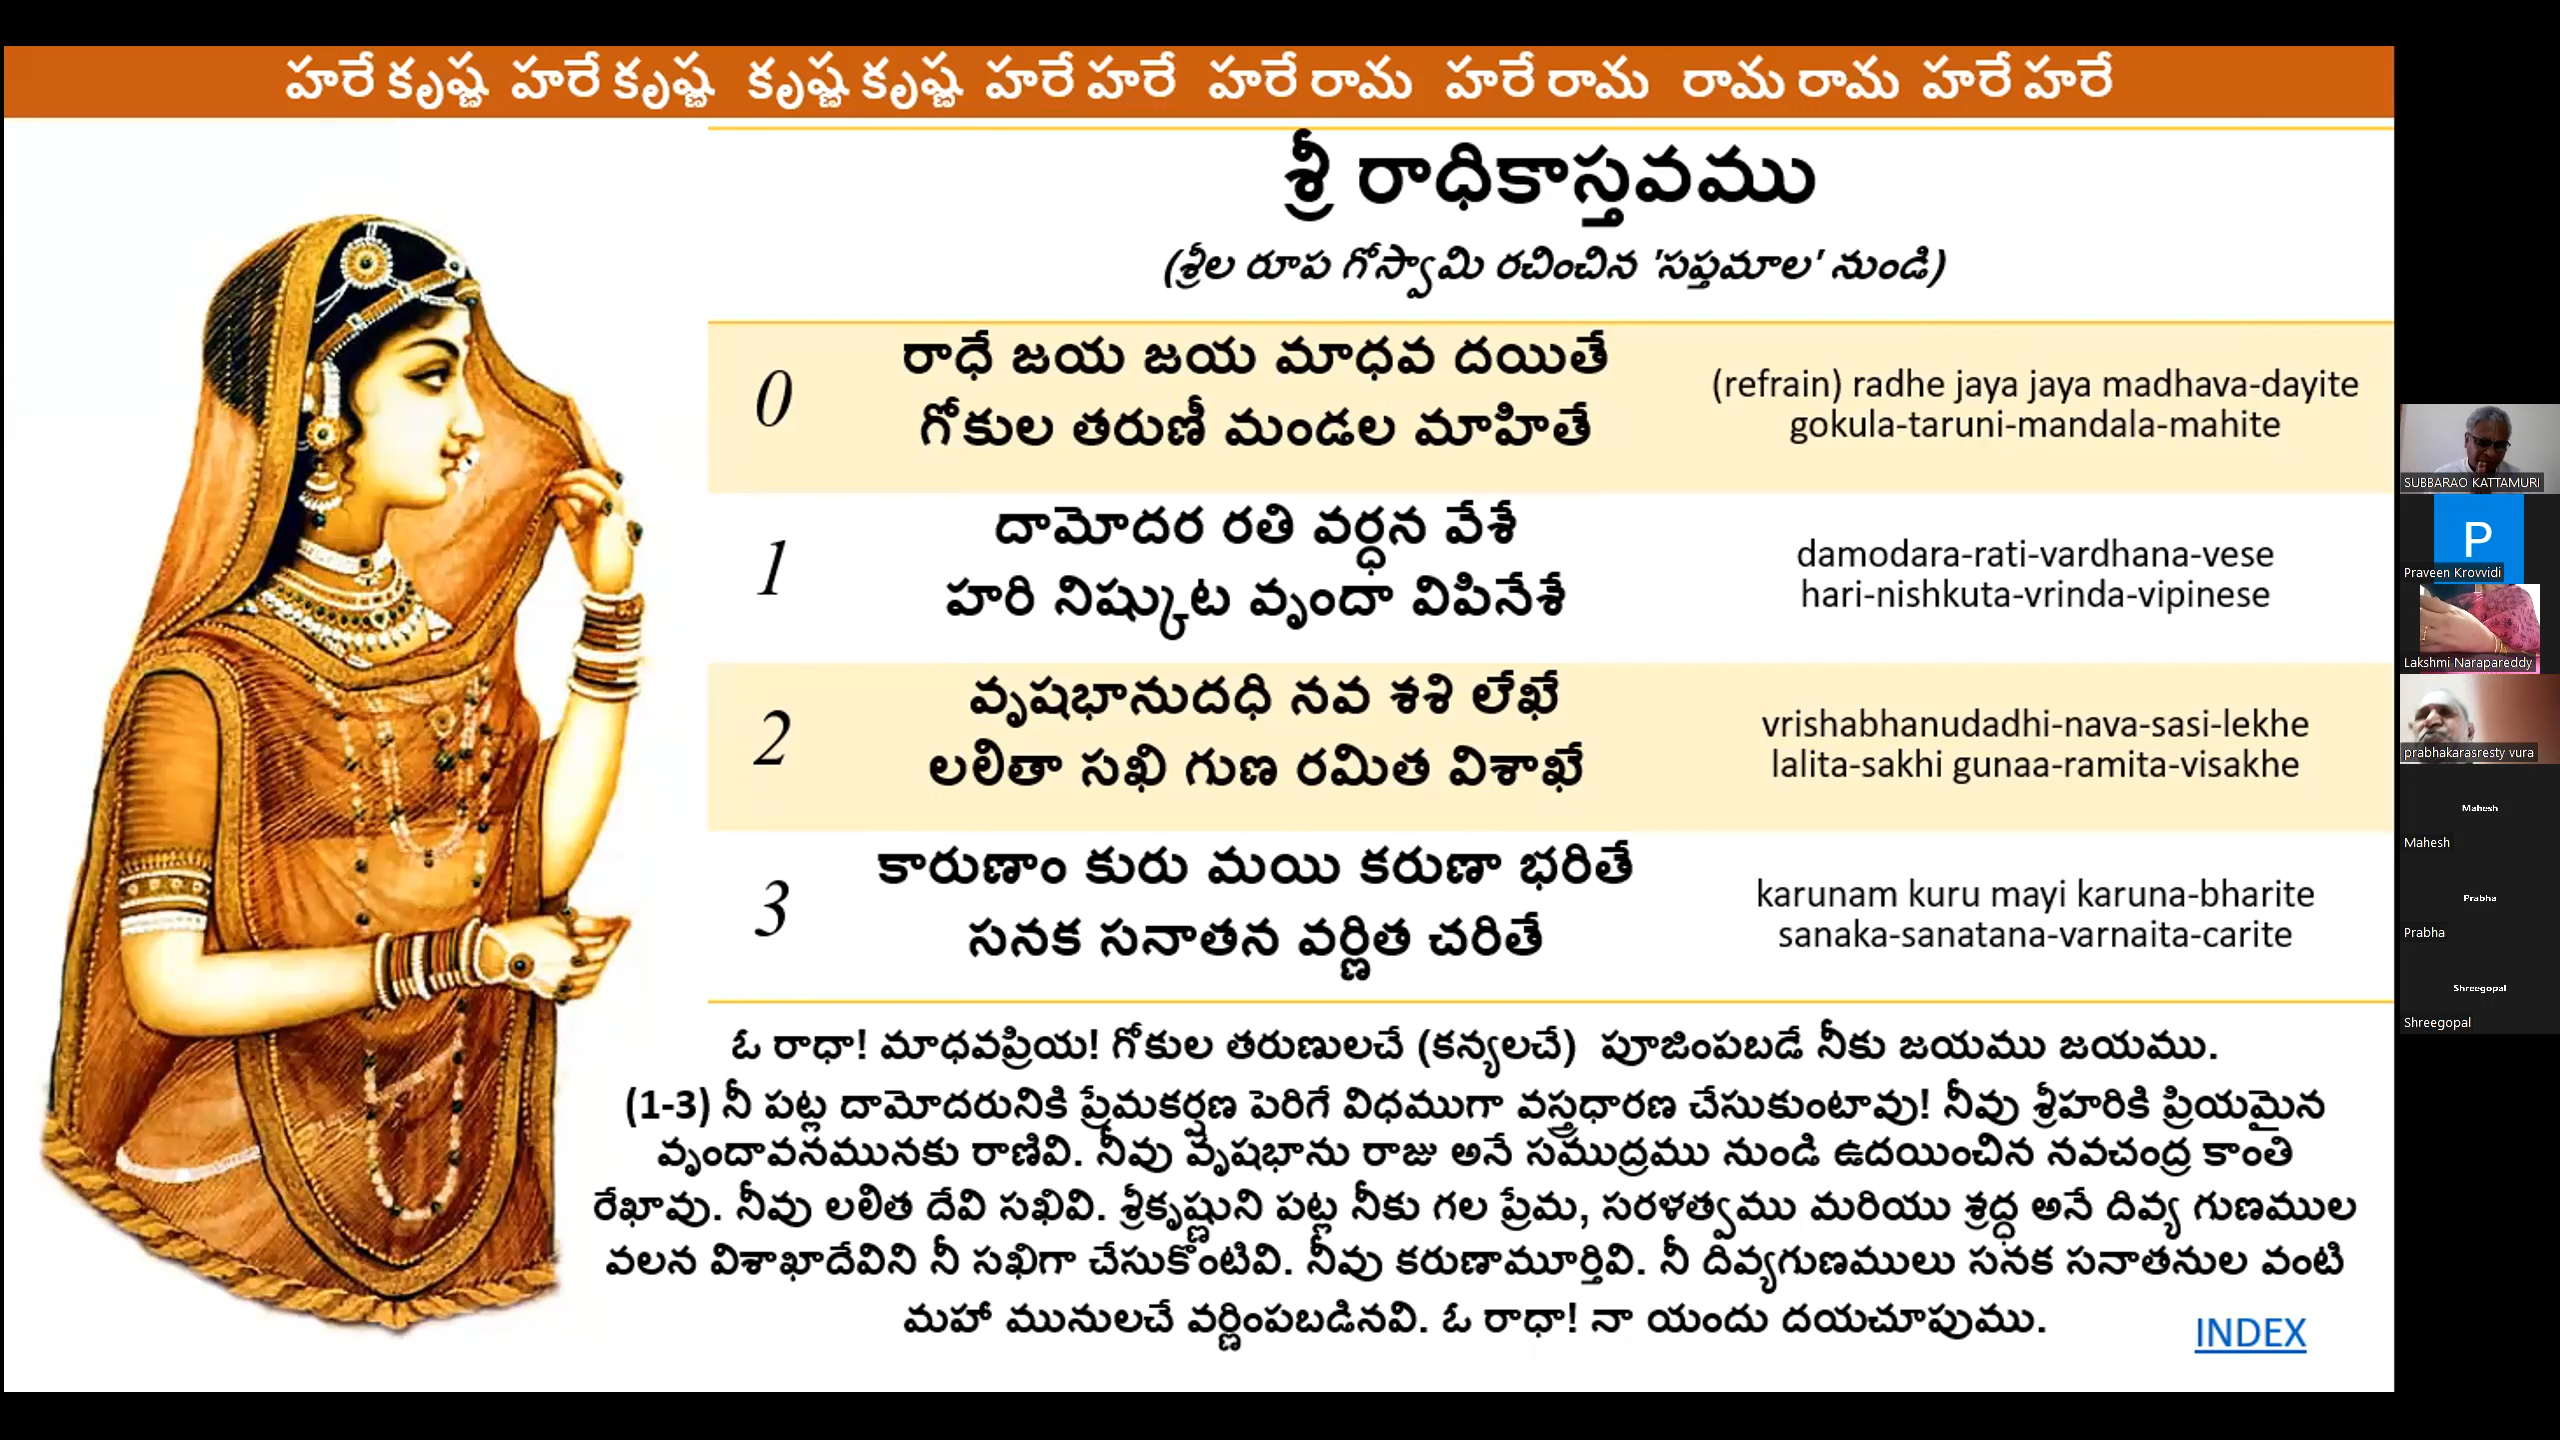 హరే కృష్ణ హరే కృష్ణ కృష్ణ కృష్ణ హరే హరే హరే రామ హరే రామ రామ రామ హరే హరే
శ్రీ రాధికాస్తవము
(శ్రీల రూప గోస్వామి రచించిన 'సప్తమాల' నుండి)
0
రాధే జయ జయ మాధవ దయితే
గోకుల తరుణీ మండల మాహితే
(refrain) radhe jaya jaya madhava-dayite
gokula-taruni-mandala-mahite
1
దామోదర రతి వర్ధన వేశే
హరి నిష్కుట వృందా విపినేశే
damodara-rati-vardhana-vese
hari-nishkuta-vrinda-vipinese
2
వృషభానుదధి నవ శశి లేఖే
లలితా సఖి గుణ రమిత విశాఖే
vrishabhanudadhi-nava-sasi-lekhe
lalita-sakhi gunaa-ramita-visakhe
3
కారుణాం కురు మయి కరుణా భరితే
సనక సనాతన వర్ణిత చరితే
karunam kuru mayi karuna-bharite
sanaka-sanatana-varnaita-carite
ఓ రాధా! మాధవప్రియ! గోకుల తరుణులచే (కన్యలచే) పూజింపబడే నీకు జయము జయము.
(1-3) నీ పట్ల దామోదరునికి ప్రేమకర్షణ పెరిగే విధముగా వస్త్రధారణ చేసుకుంటావు! నీవు శ్రీహరికి ప్రియమైన
వృందావనమునకు రాణివి. నీవు వృషభాను రాజు అనే సముద్రము నుండి ఉదయించిన నవచంద్ర కాంతి
రేఖావు. నీవు లలిత దేవి సఖివి. శ్రీకృష్ణుని పట్ల నీకు గల ప్రేమ, సరళత్వము మరియు శ్రద్ధ అనే దివ్య గుణముల
వలన విశాఖాదేవిని నీ సఖిగా చేసుకొంటివి. నీవు కరుణామూర్తివి. నీ దివ్యగుణములు సనక సనాతనుల వంటి
మహా మునులచే వర్ణింపబడినవి. ఓ రాధా! నా యందు దయచూపుము.
INDEX
SUBBARAO KATTAMURI
P
Praveen Krovvidi
Lakshmi Narapareddy
prabhakarasresty vura
Mahesh
Mahesh
Prabha
Prabha
Shreegopal
Shreegopal